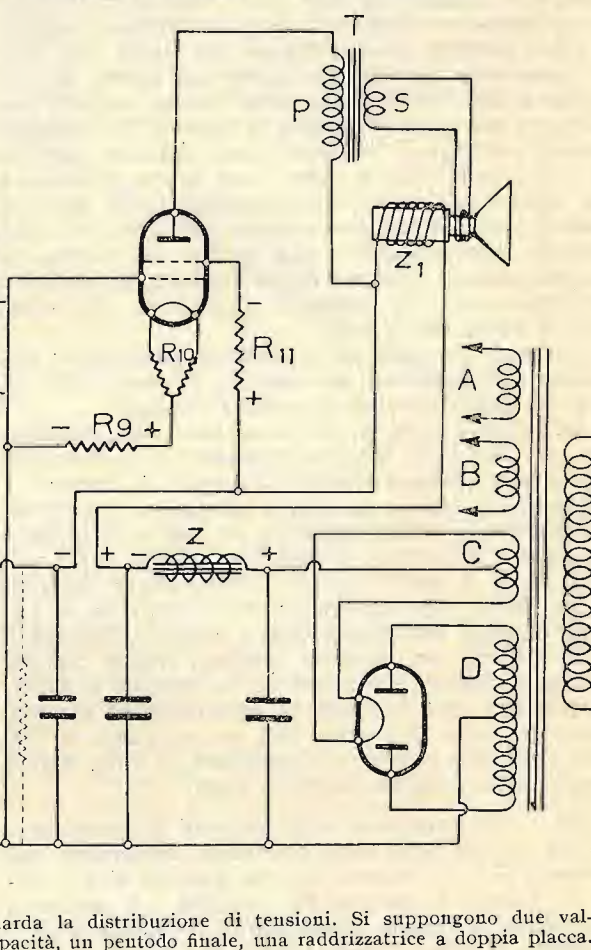 T
P
S
Z1
R10
R11
A
− R9 +
B
− + − Z +
C
D
arda la distribuzione di tensioni. Si suppongono due val-
pacità, un pentodo finale, una raddrizzatrice a doppia placca.